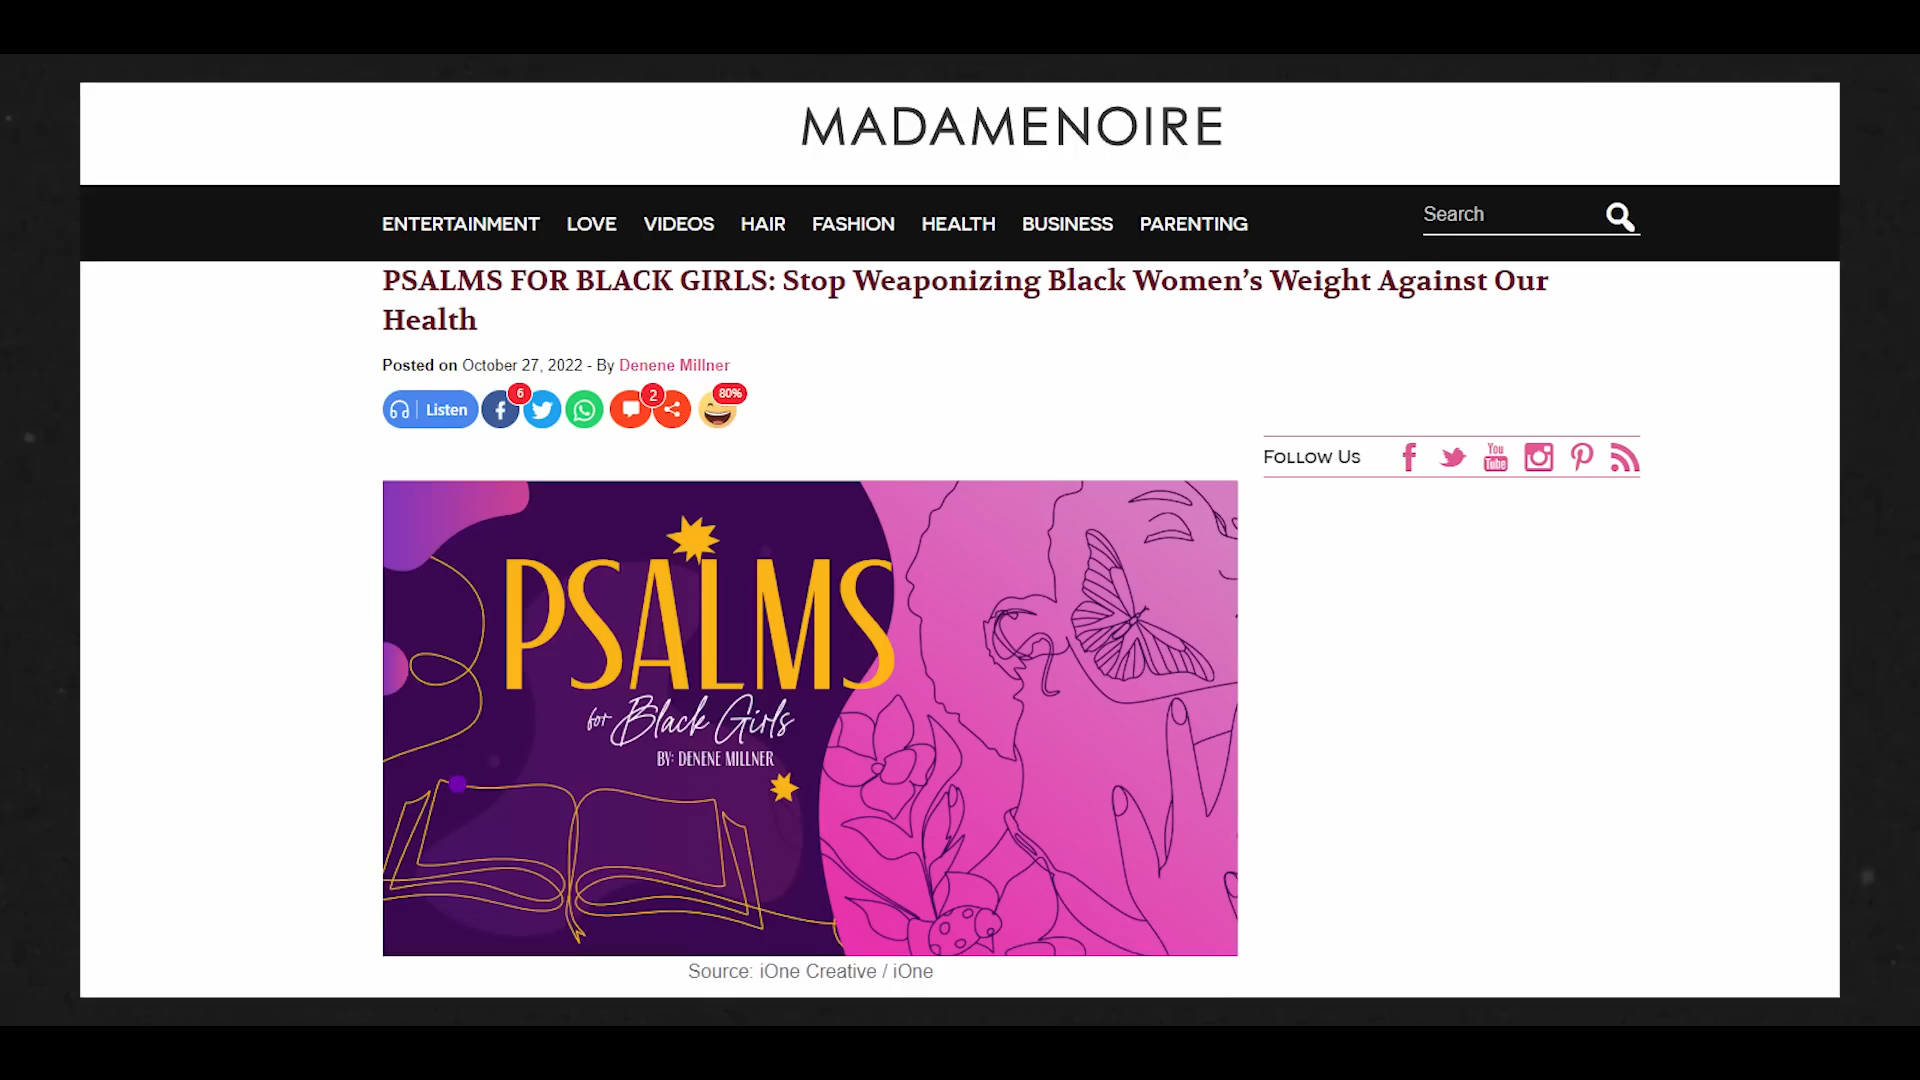 MADAMENOIRE
ENTERTAINMENT LOVE VIDEOS HAIR FASHION HEALTH BUSINESS PARENTING
Search
PSALMS FOR BLACK GIRLS: Stop Weaponizing Black Women’s Weight Against Our
Health
Posted on October 27, 2022 - By Denene Millner
Listen 6 2 80%
Follow Us You Tube
PSALMS
for Black Girls
BY: DENENE MILLNER
Source: iOne Creative / iOne